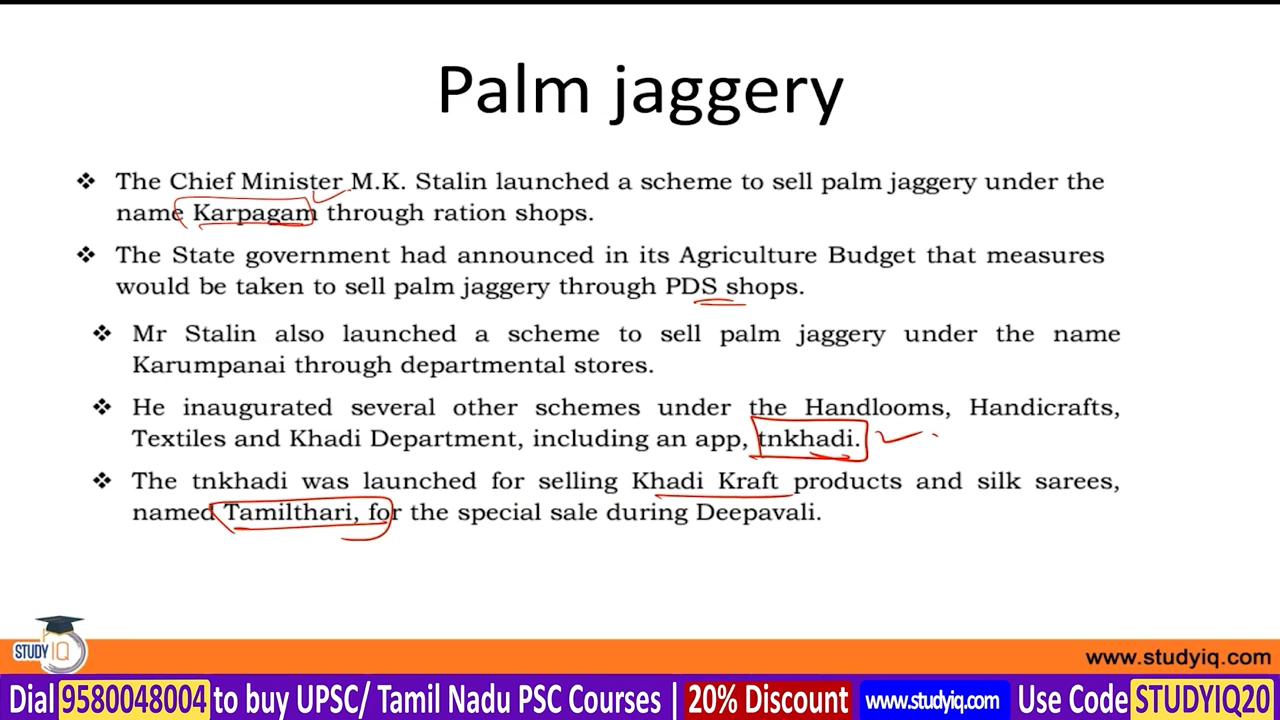 Palm jaggery
❖ The Chief Minister M.K. Stalin launched a scheme to sell palm jaggery under the
name Karpagam through ration shops.
❖ The State government had announced in its Agriculture Budget that measures
would be taken to sell palm jaggery through PDS shops.
❖ Mr Stalin also launched a scheme to sell palm jaggery under the name
Karumpanai through departmental stores.
❖ He inaugurated several other schemes under the Handlooms, Handicrafts,
Textiles and Khadi Department, including an app, tnkhadi.
❖ The tnkhadi was launched for selling Khadi Kraft products and silk sarees,
named Tamilthari, for the special sale during Deepavali.
STUDY IQ
www.studyiq.com
Dial 9580048004 to buy UPSC/ Tamil Nadu PSC Courses | 20% Discount www.studyiq.com Use Code STUDYIQ20